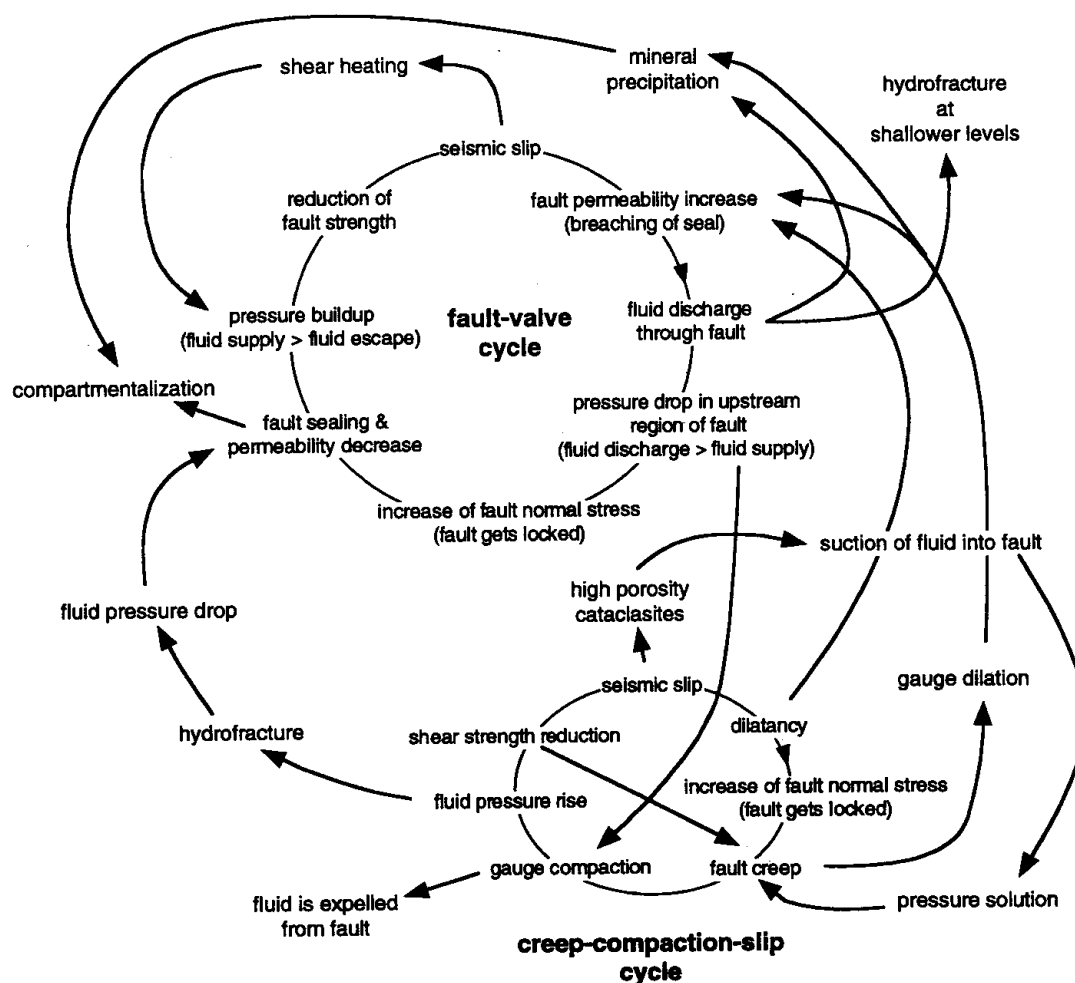 mineral
precipitation
shear heating
hydrofracture
at
shallower levels
seismic slip
reduction of
fault strength
fault permeability increase
(breaching of seal)
pressure buildup
(fluid supply > fluid escape)
fault-valve
cycle
fluid discharge
through fault
compartmentalization
fault sealing &
permeability decrease
pressure drop in upstream
region of fault
(fluid discharge > fluid supply)
increase of fault normal stress
(fault gets locked)
suction of fluid into fault
high porosity
cataclasites
fluid pressure drop
seismic slip
gauge dilation
hydrofracture
shear strength reduction
dilatancy
fluid pressure rise
increase of fault normal stress
(fault gets locked)
gauge compaction
fault creep
fluid is expelled
from fault
pressure solution
creep-compaction-slip
cycle